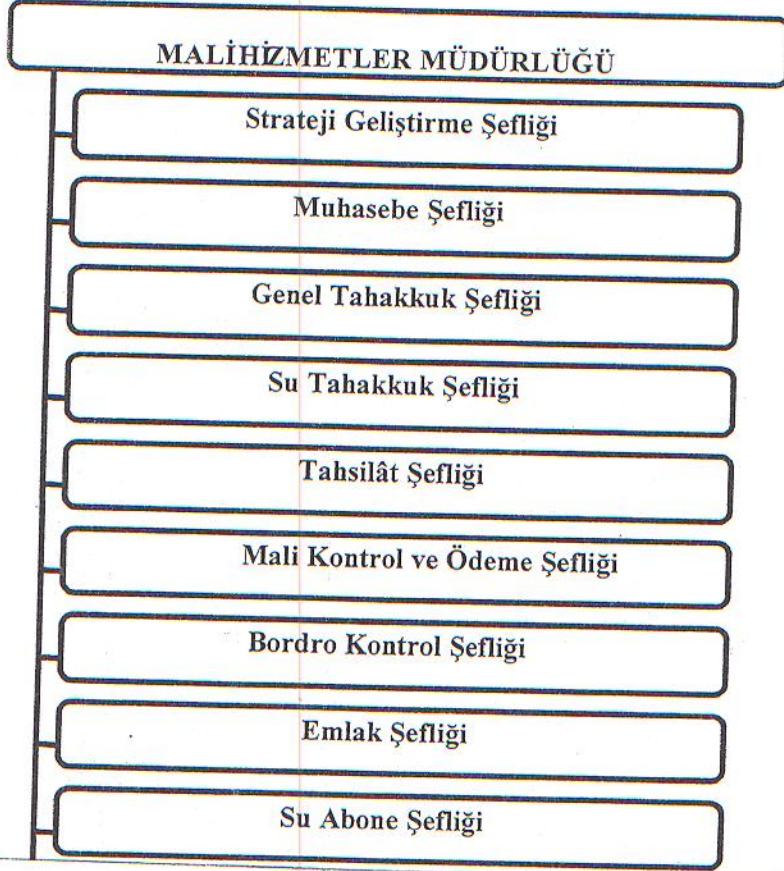 MALİHİZMETLER MÜDÜRLÜĞÜ
Strateji Geliştirme Şefliği
Muhasebe Şefliği
Genel Tahakkuk Şefliği
Su Tahakkuk Şefliği
Tahsilât Şefliği
Mali Kontrol ve Ödeme Şefliği
Bordro Kontrol Şefliği
Emlak Şefliği
Su Abone Şefliği